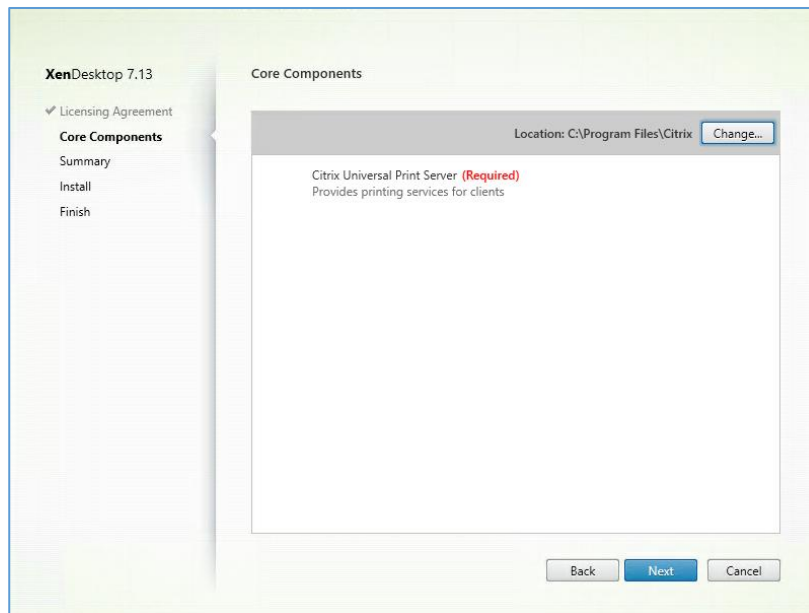 XenDesktop 7.13
✔ Licensing Agreement
Core Components
Summary
Install
Finish
Core Components
Location: C:\Program Files\Citrix Change...
Citrix Universal Print Server (Required)
Provides printing services for clients
Back Next Cancel